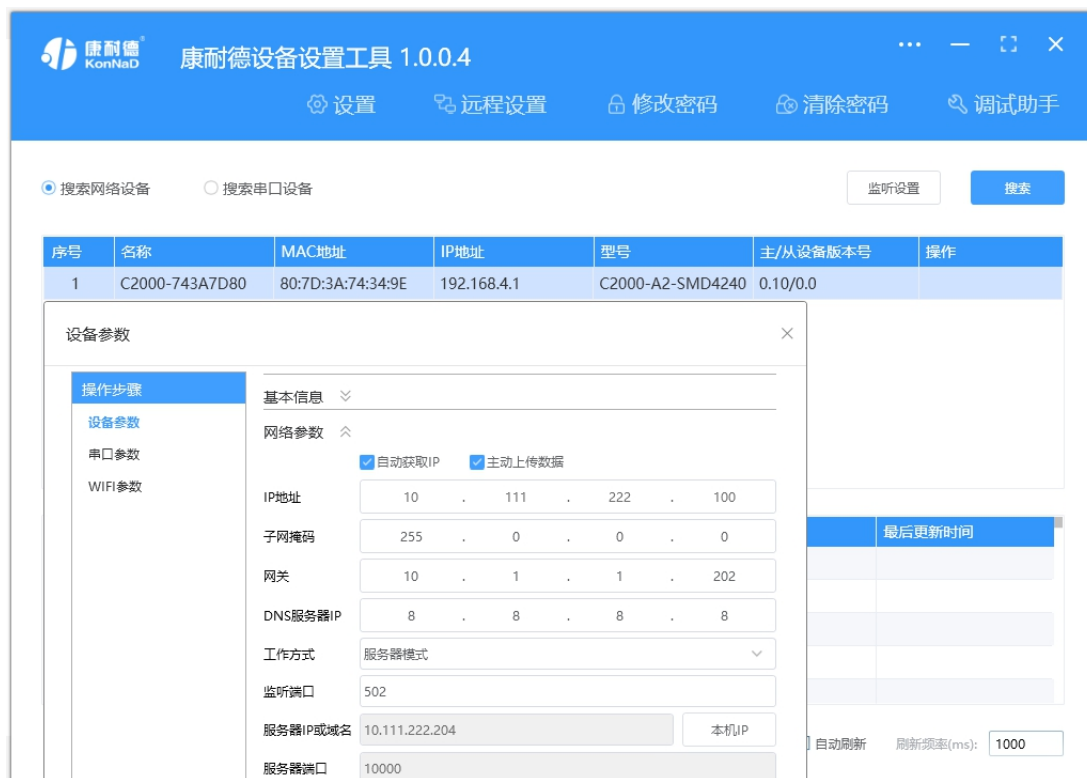 康耐德®
KonNaD
康耐德设备设置工具 1.0.0.4
设置 远程设置 修改密码 清除密码 调试助手
搜索网络设备 搜索串口设备 监听设置 搜索
序号 名称 MAC地址 IP地址 型号 主/从设备版本号 操作
1 C2000-743A7D80 80:7D:3A:74:34:9E 192.168.4.1 C2000-A2-SMD4240 0.10/0.0
设备参数
操作步骤
设备参数
串口参数
WIFI参数
基本信息
网络参数
自动获取IP 主动上传数据
IP地址 10 . 111 . 222 . 100
子网掩码 255 . 0 . 0 . 0
网关 10 . 1 . 1 . 202
DNS服务器IP 8 . 8 . 8 . 8
工作方式 服务器模式
监听端口 502
服务器IP或域名 10.111.222.204 本机IP
服务器端口 10000
最后更新时间
自动刷新 刷新频率(ms): 1000